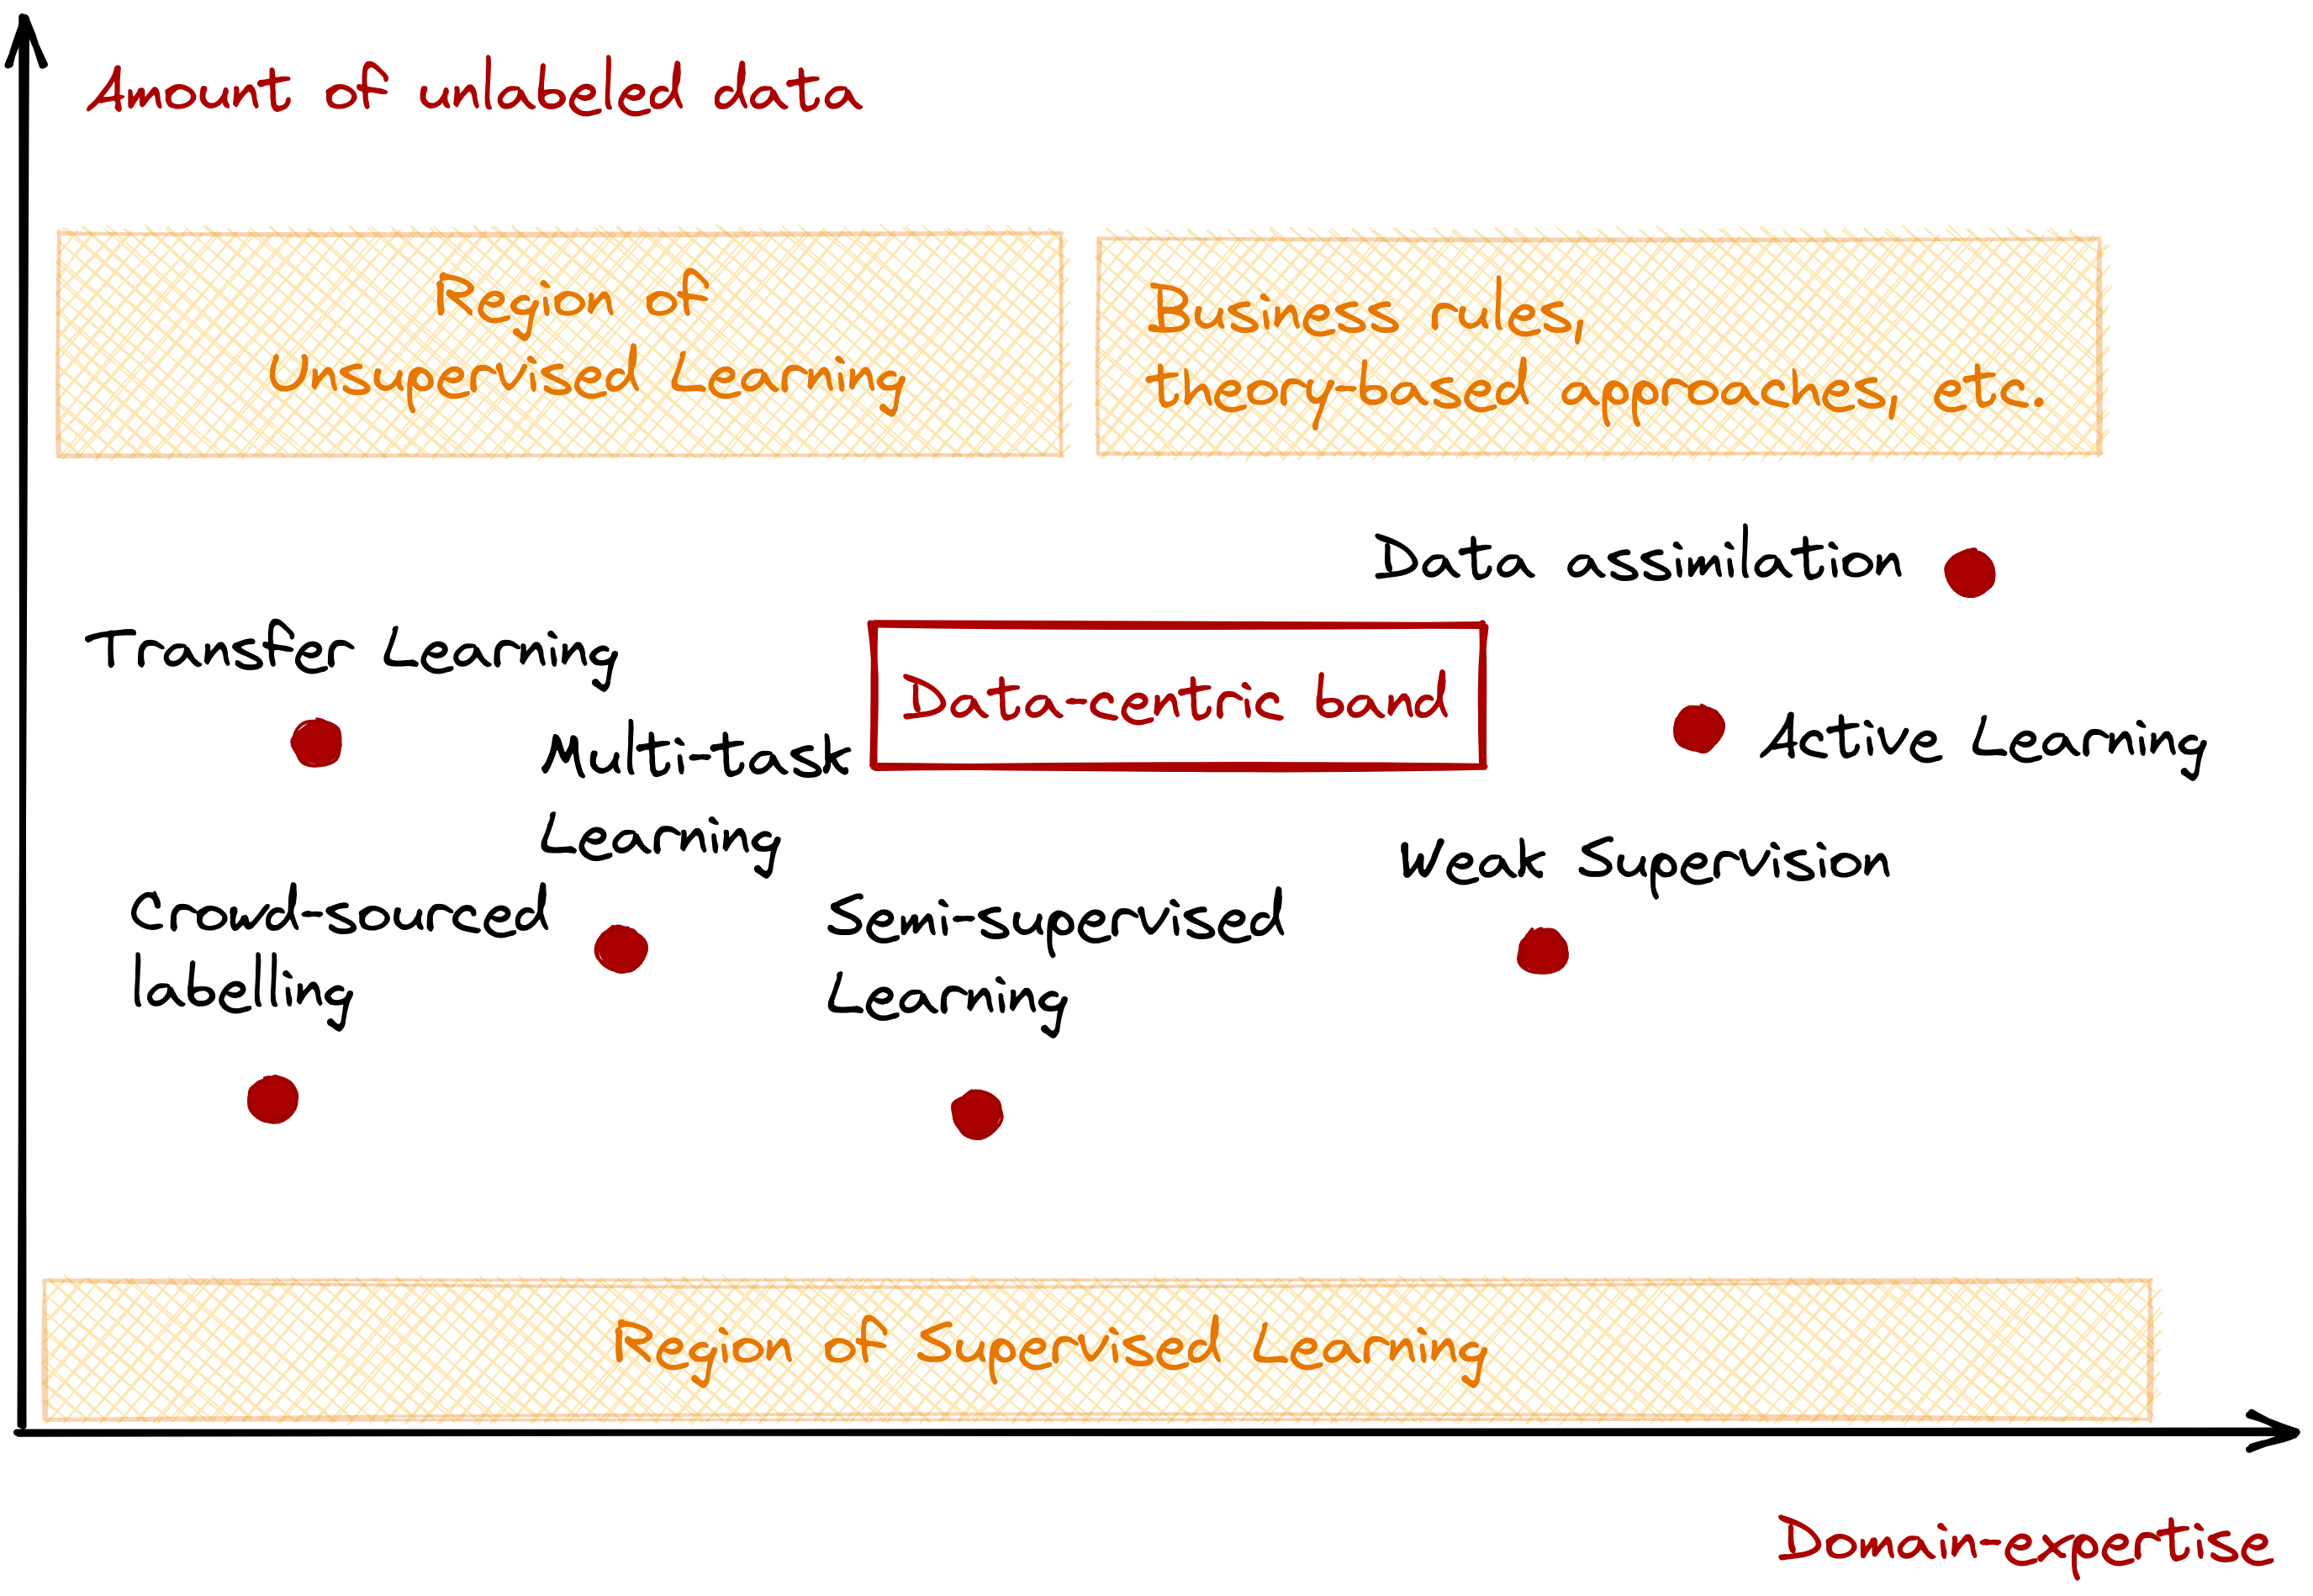 Amount of unlabeled data
Region of
Unsupervised Learning
Business rules,
theory-based approaches, etc.
Data assimilation
Transfer Learning
Data-centric band
Active Learning
Multi-task
Learning
Weak Supervision
Crowd-sourced
labelling
Semi-supervised
Learning
Region of Supervised Learning
Domain-expertise